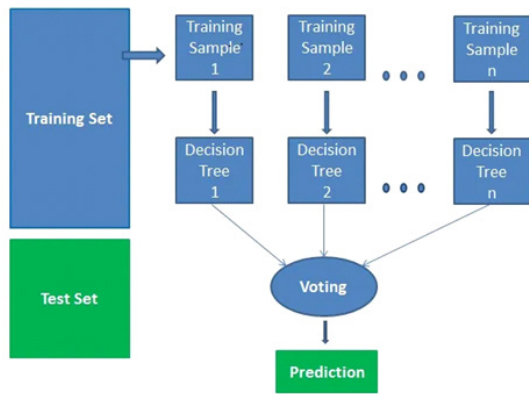 Training Set
Training
Sample
1
Training
Sample
2
Training
Sample
n
Decision
Tree
1
Decision
Tree
2
Decision
Tree
n
Test Set
Voting
Prediction